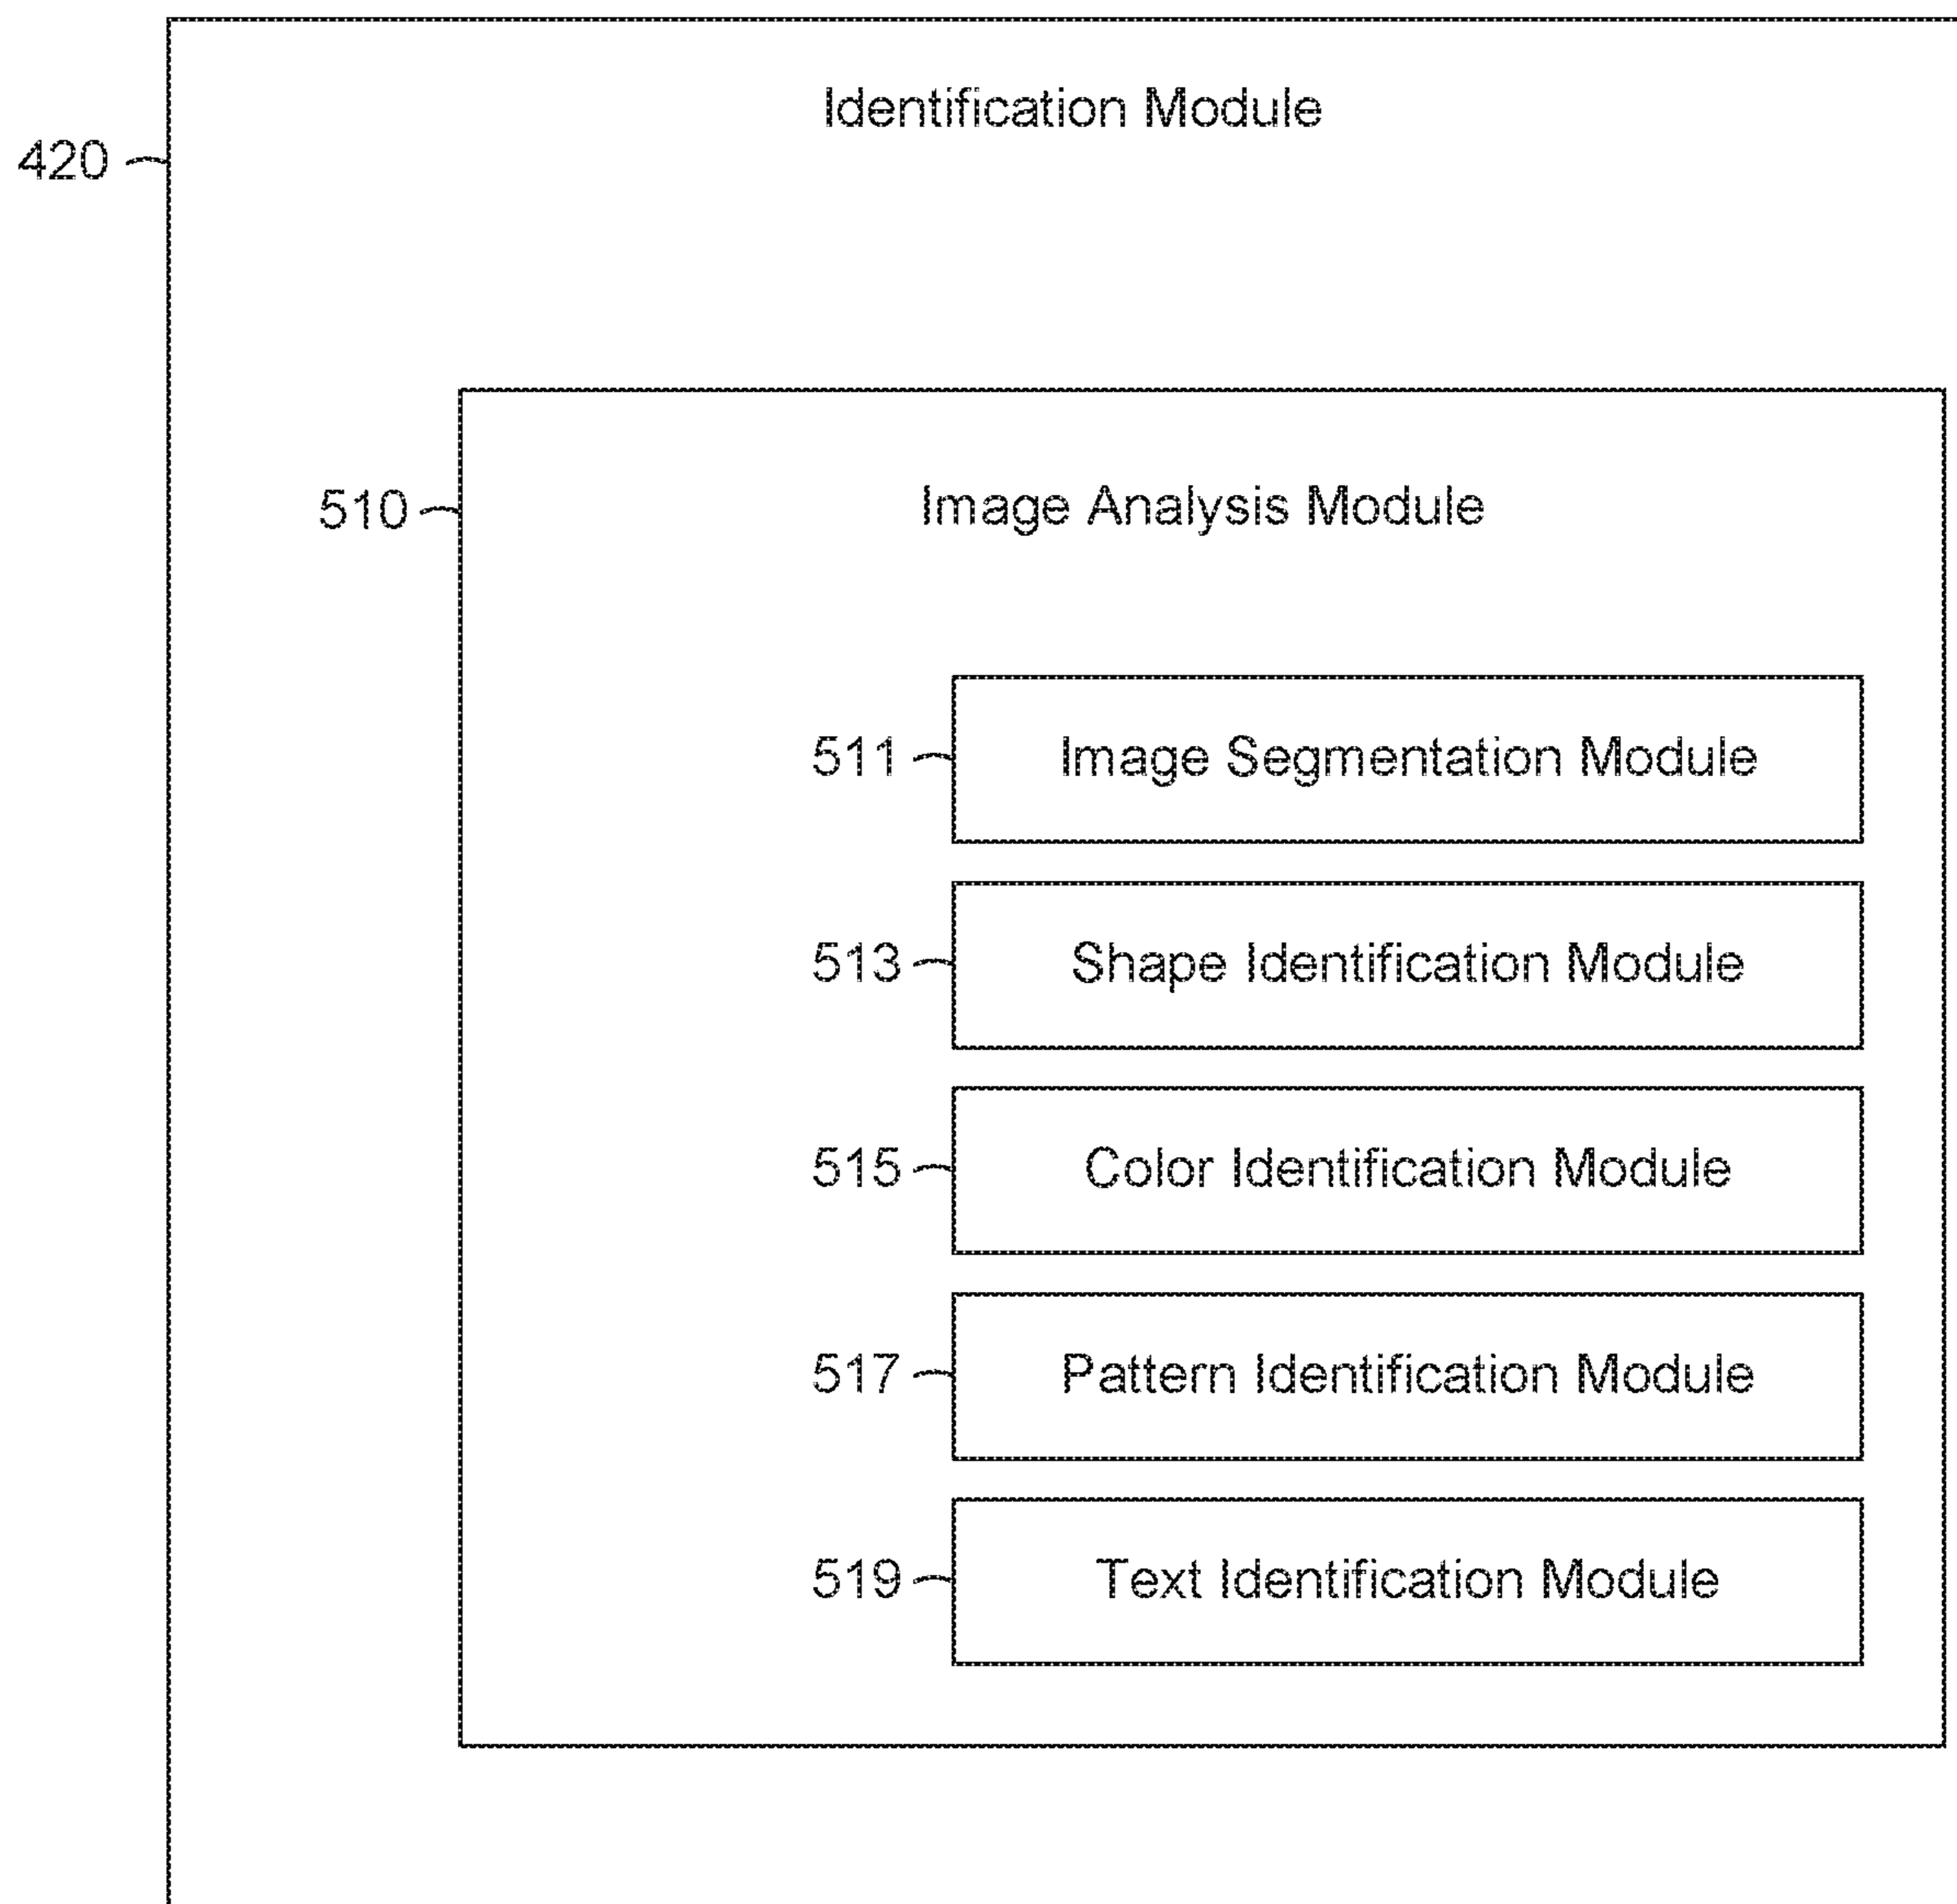 Identification Module
420
510
Image Analysis Module
511 Image Segmentation Module
513 Shape Identification Module
515 Color Identification Module
517 Pattern Identification Module
519 Text Identification Module